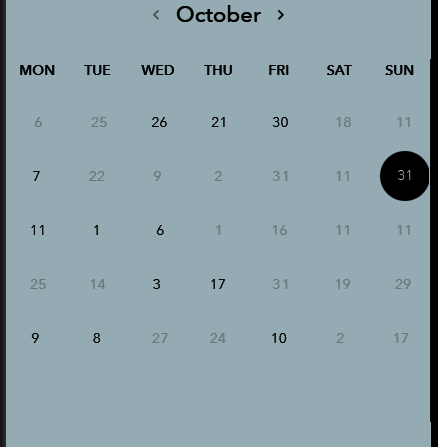 ‹ October ›
MON TUE WED THU FRI SAT SUN
6 25 26 21 30 18 11
7 22 9 2 31 11 31
11 1 6 1 16 11 11
25 14 3 17 31 19 29
9 8 27 24 10 2 17